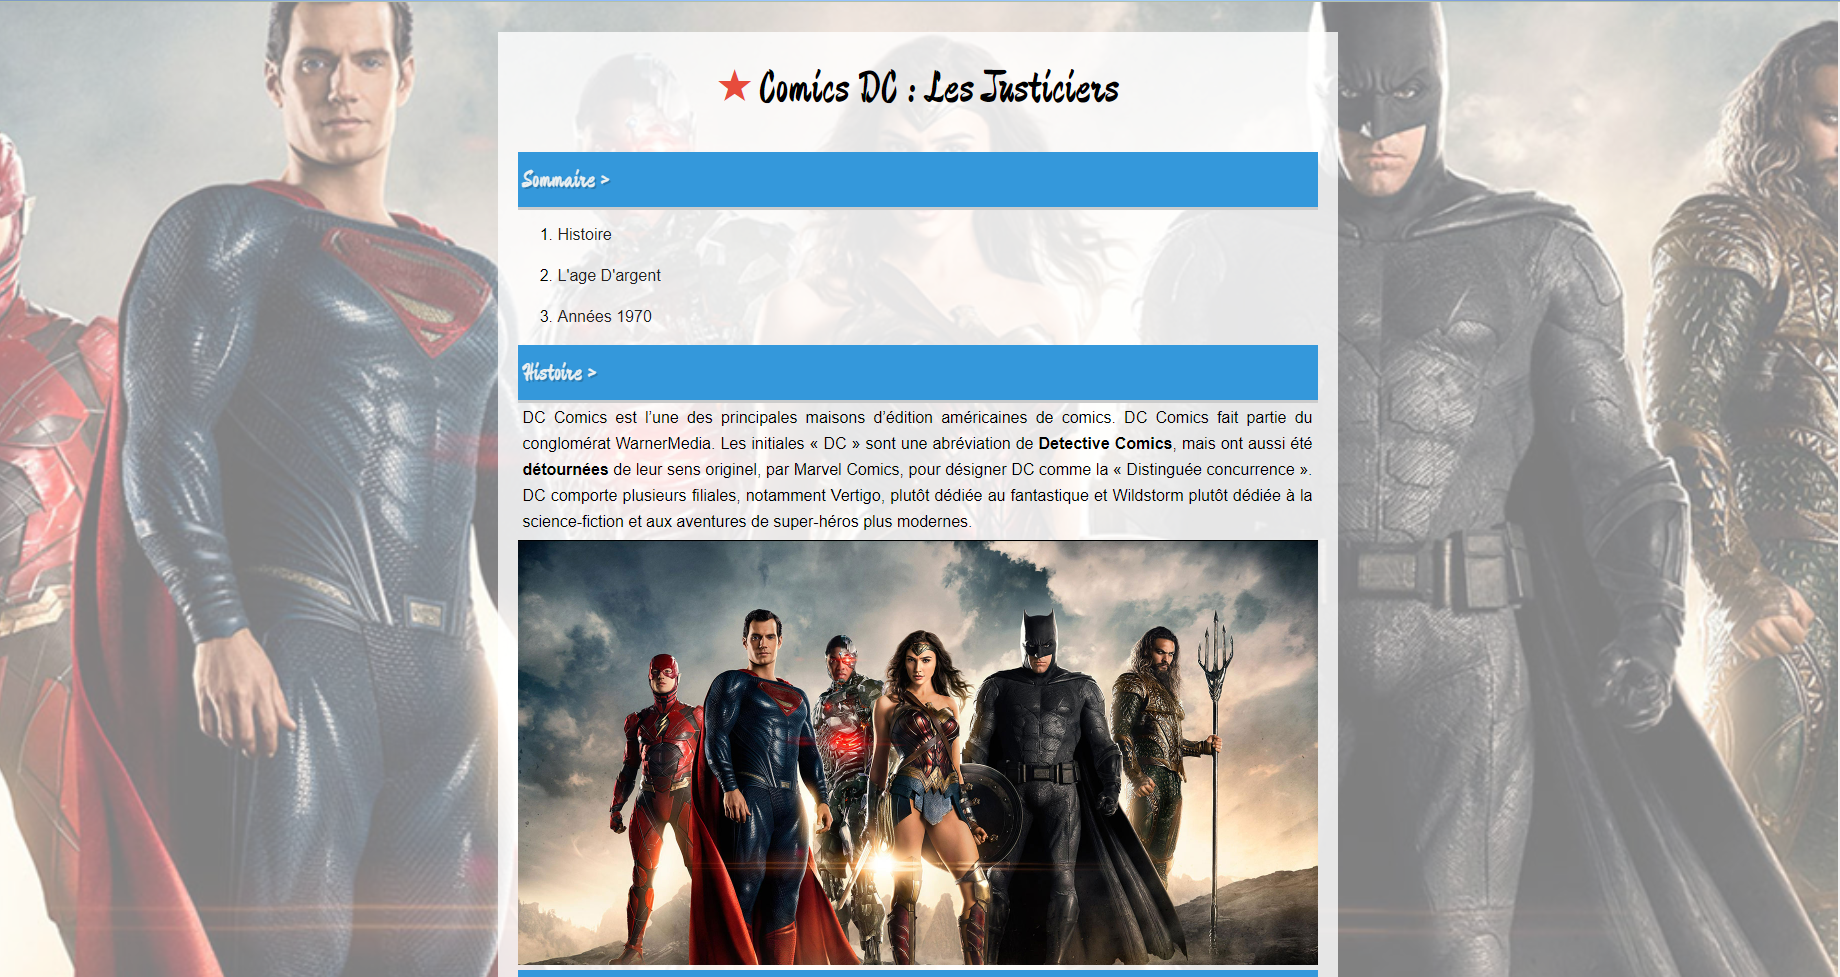 ★ Comics DC : Les Justiciers
Sommaire >
1. Histoire
2. L'age D'argent
3. Années 1970
Histoire >
DC Comics est l’une des principales maisons d’édition américaines de comics. DC Comics fait partie du
conglomérat WarnerMedia. Les initiales « DC » sont une abréviation de Detective Comics, mais ont aussi été
détournées de leur sens originel, par Marvel Comics, pour désigner DC comme la « Distinguée concurrence ».
DC comporte plusieurs filiales, notamment Vertigo, plutôt dédiée au fantastique et Wildstorm plutôt dédiée à la
science-fiction et aux aventures de super-héros plus modernes.